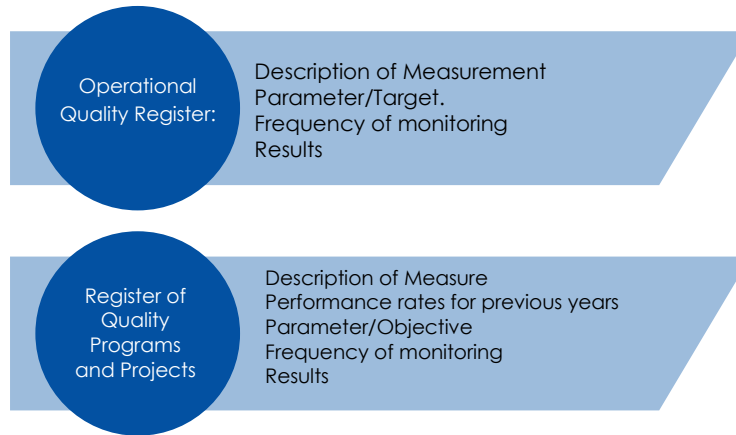 Operational
Quality Register:
Description of Measurement
Parameter/Target.
Frequency of monitoring
Results
Register of
Quality
Programs
and Projects
Description of Measure
Performance rates for previous years
Parameter/Objective
Frequency of monitoring
Results